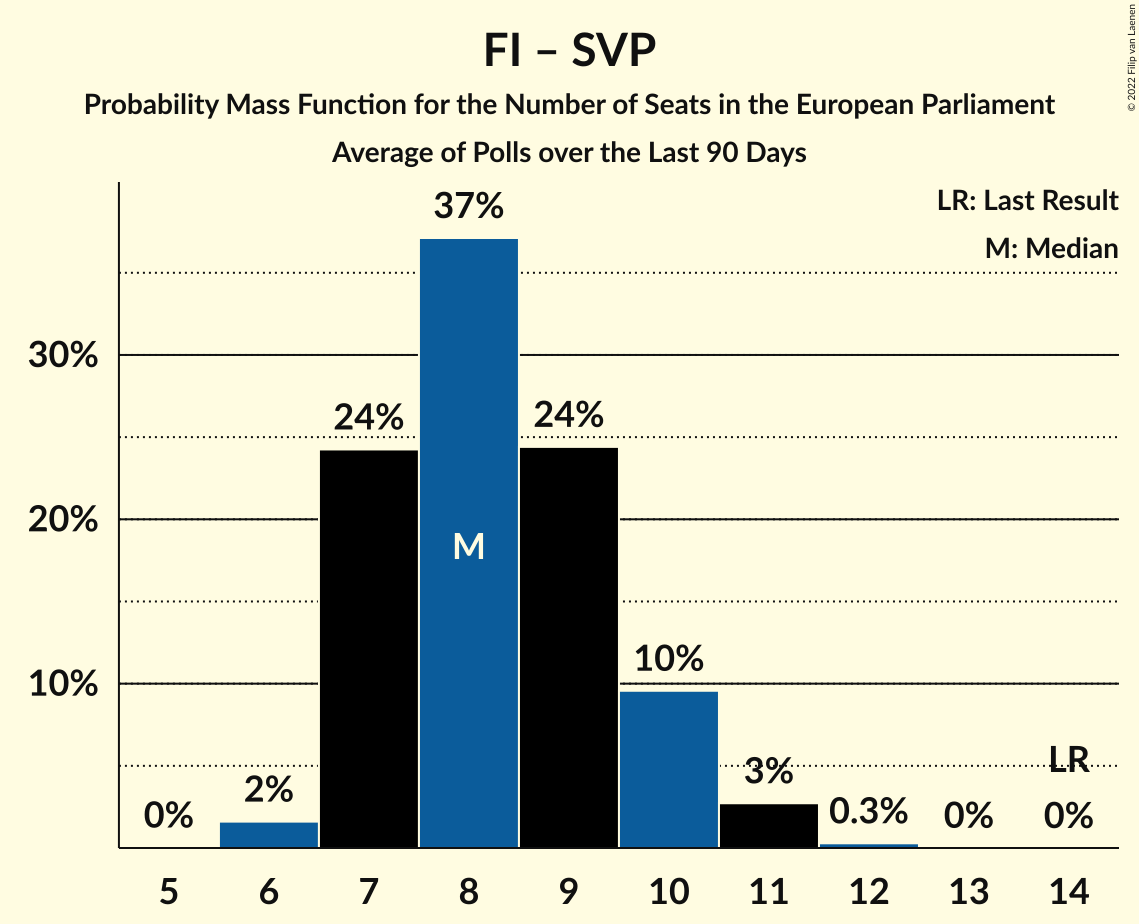 FI – SVP
Probability Mass Function for the Number of Seats in the European Parliament
Average of Polls over the Last 90 Days
© 2022 Filip van Laenen
LR: Last Result
M: Median
37%
30%
24%
24%
20%
M
10%
10%
LR
3%
2%
0.3%
0%
0%
0%
5 6 7 8 9 10 11 12 13 14